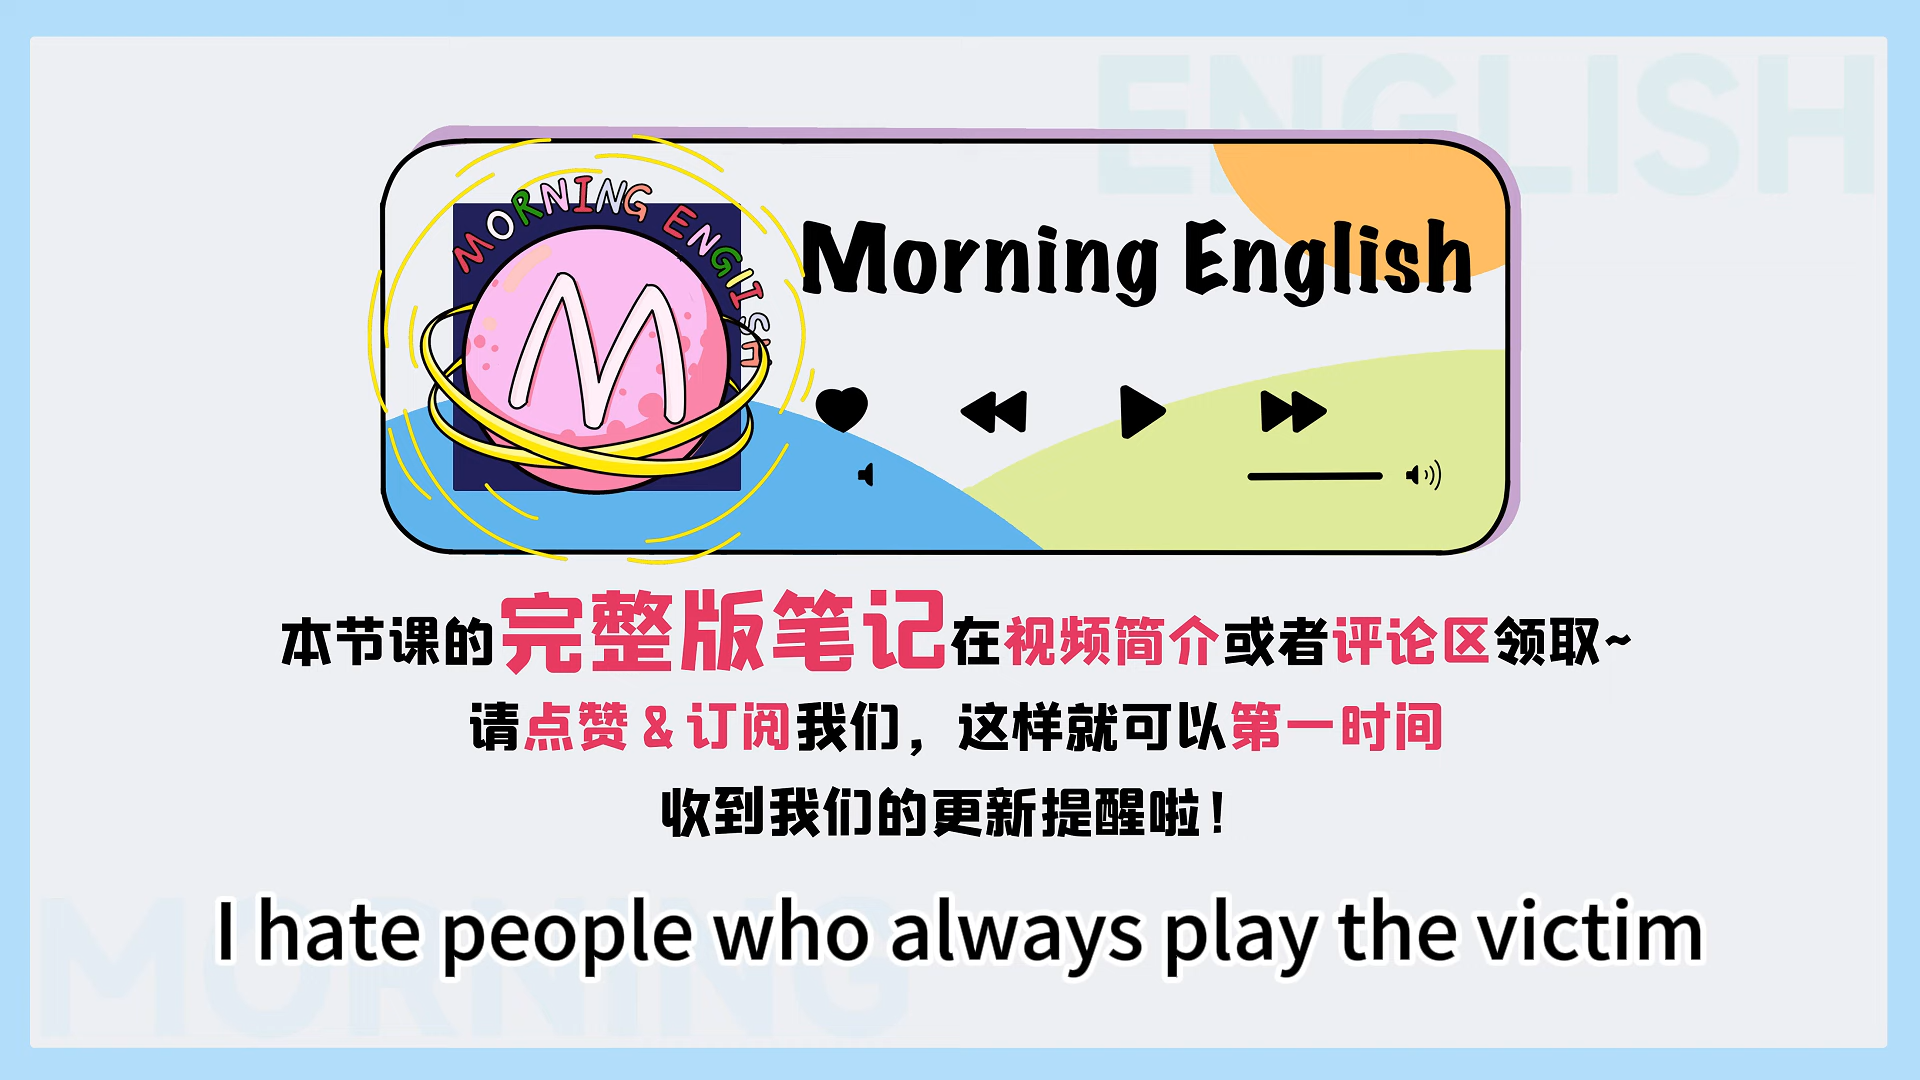 ENGLISH
MORNING ENGLISH
M
Morning English
本节课的完整版笔记在视频简介或者评论区领取~
请点赞&订阅我们，这样就可以第一时间
收到我们的更新提醒啦！
MORNING
I hate people who always play the victim